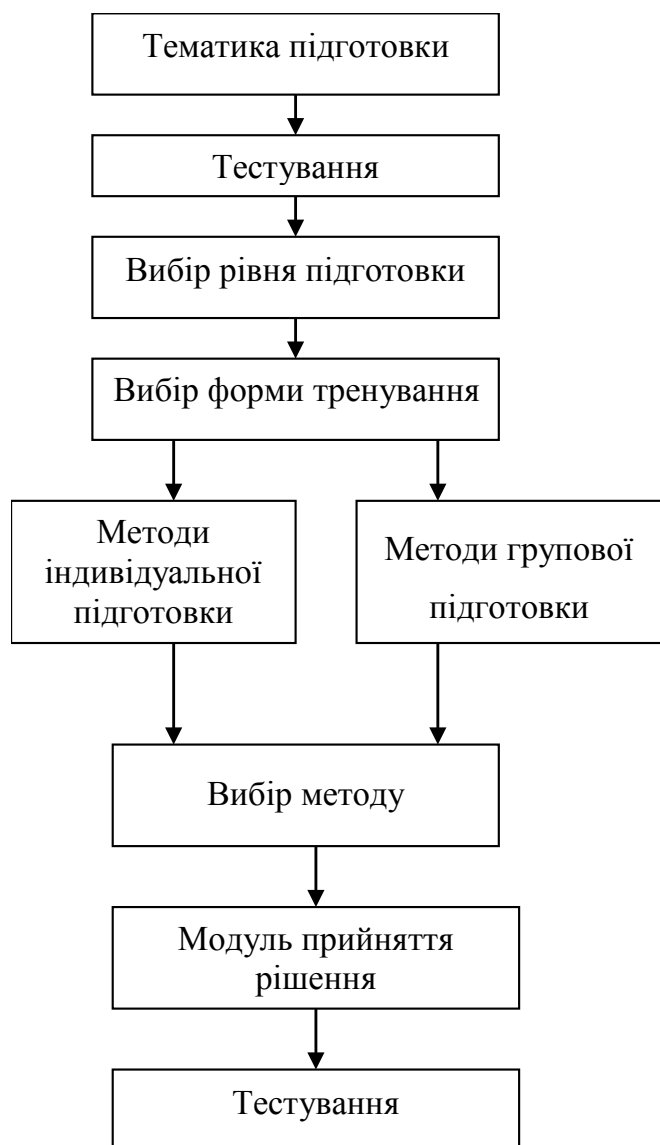 Тематика підготовки
Тестування
Вибір рівня підготовки
Вибір форми тренування
Методи
індивідуальної
підготовки
Методи групової
підготовки
Вибір методу
Модуль прийняття
рішення
Тестування